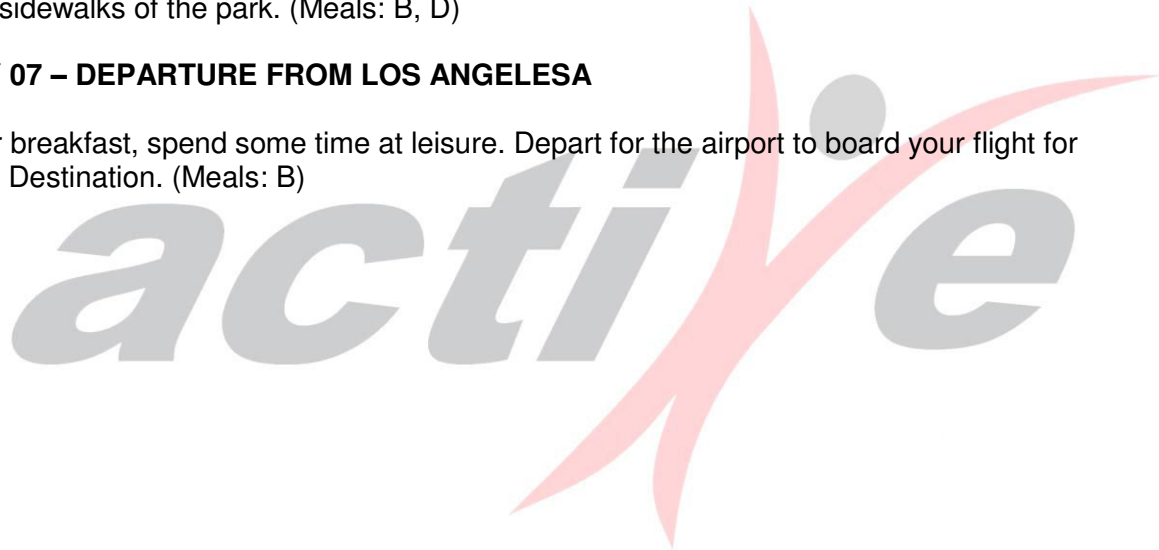 sidewalks of the park. (Meals: B, D)
07 – DEPARTURE FROM LOS ANGELESA
breakfast, spend some time at leisure. Depart for the airport to board your flight for
Destination. (Meals: B)
active